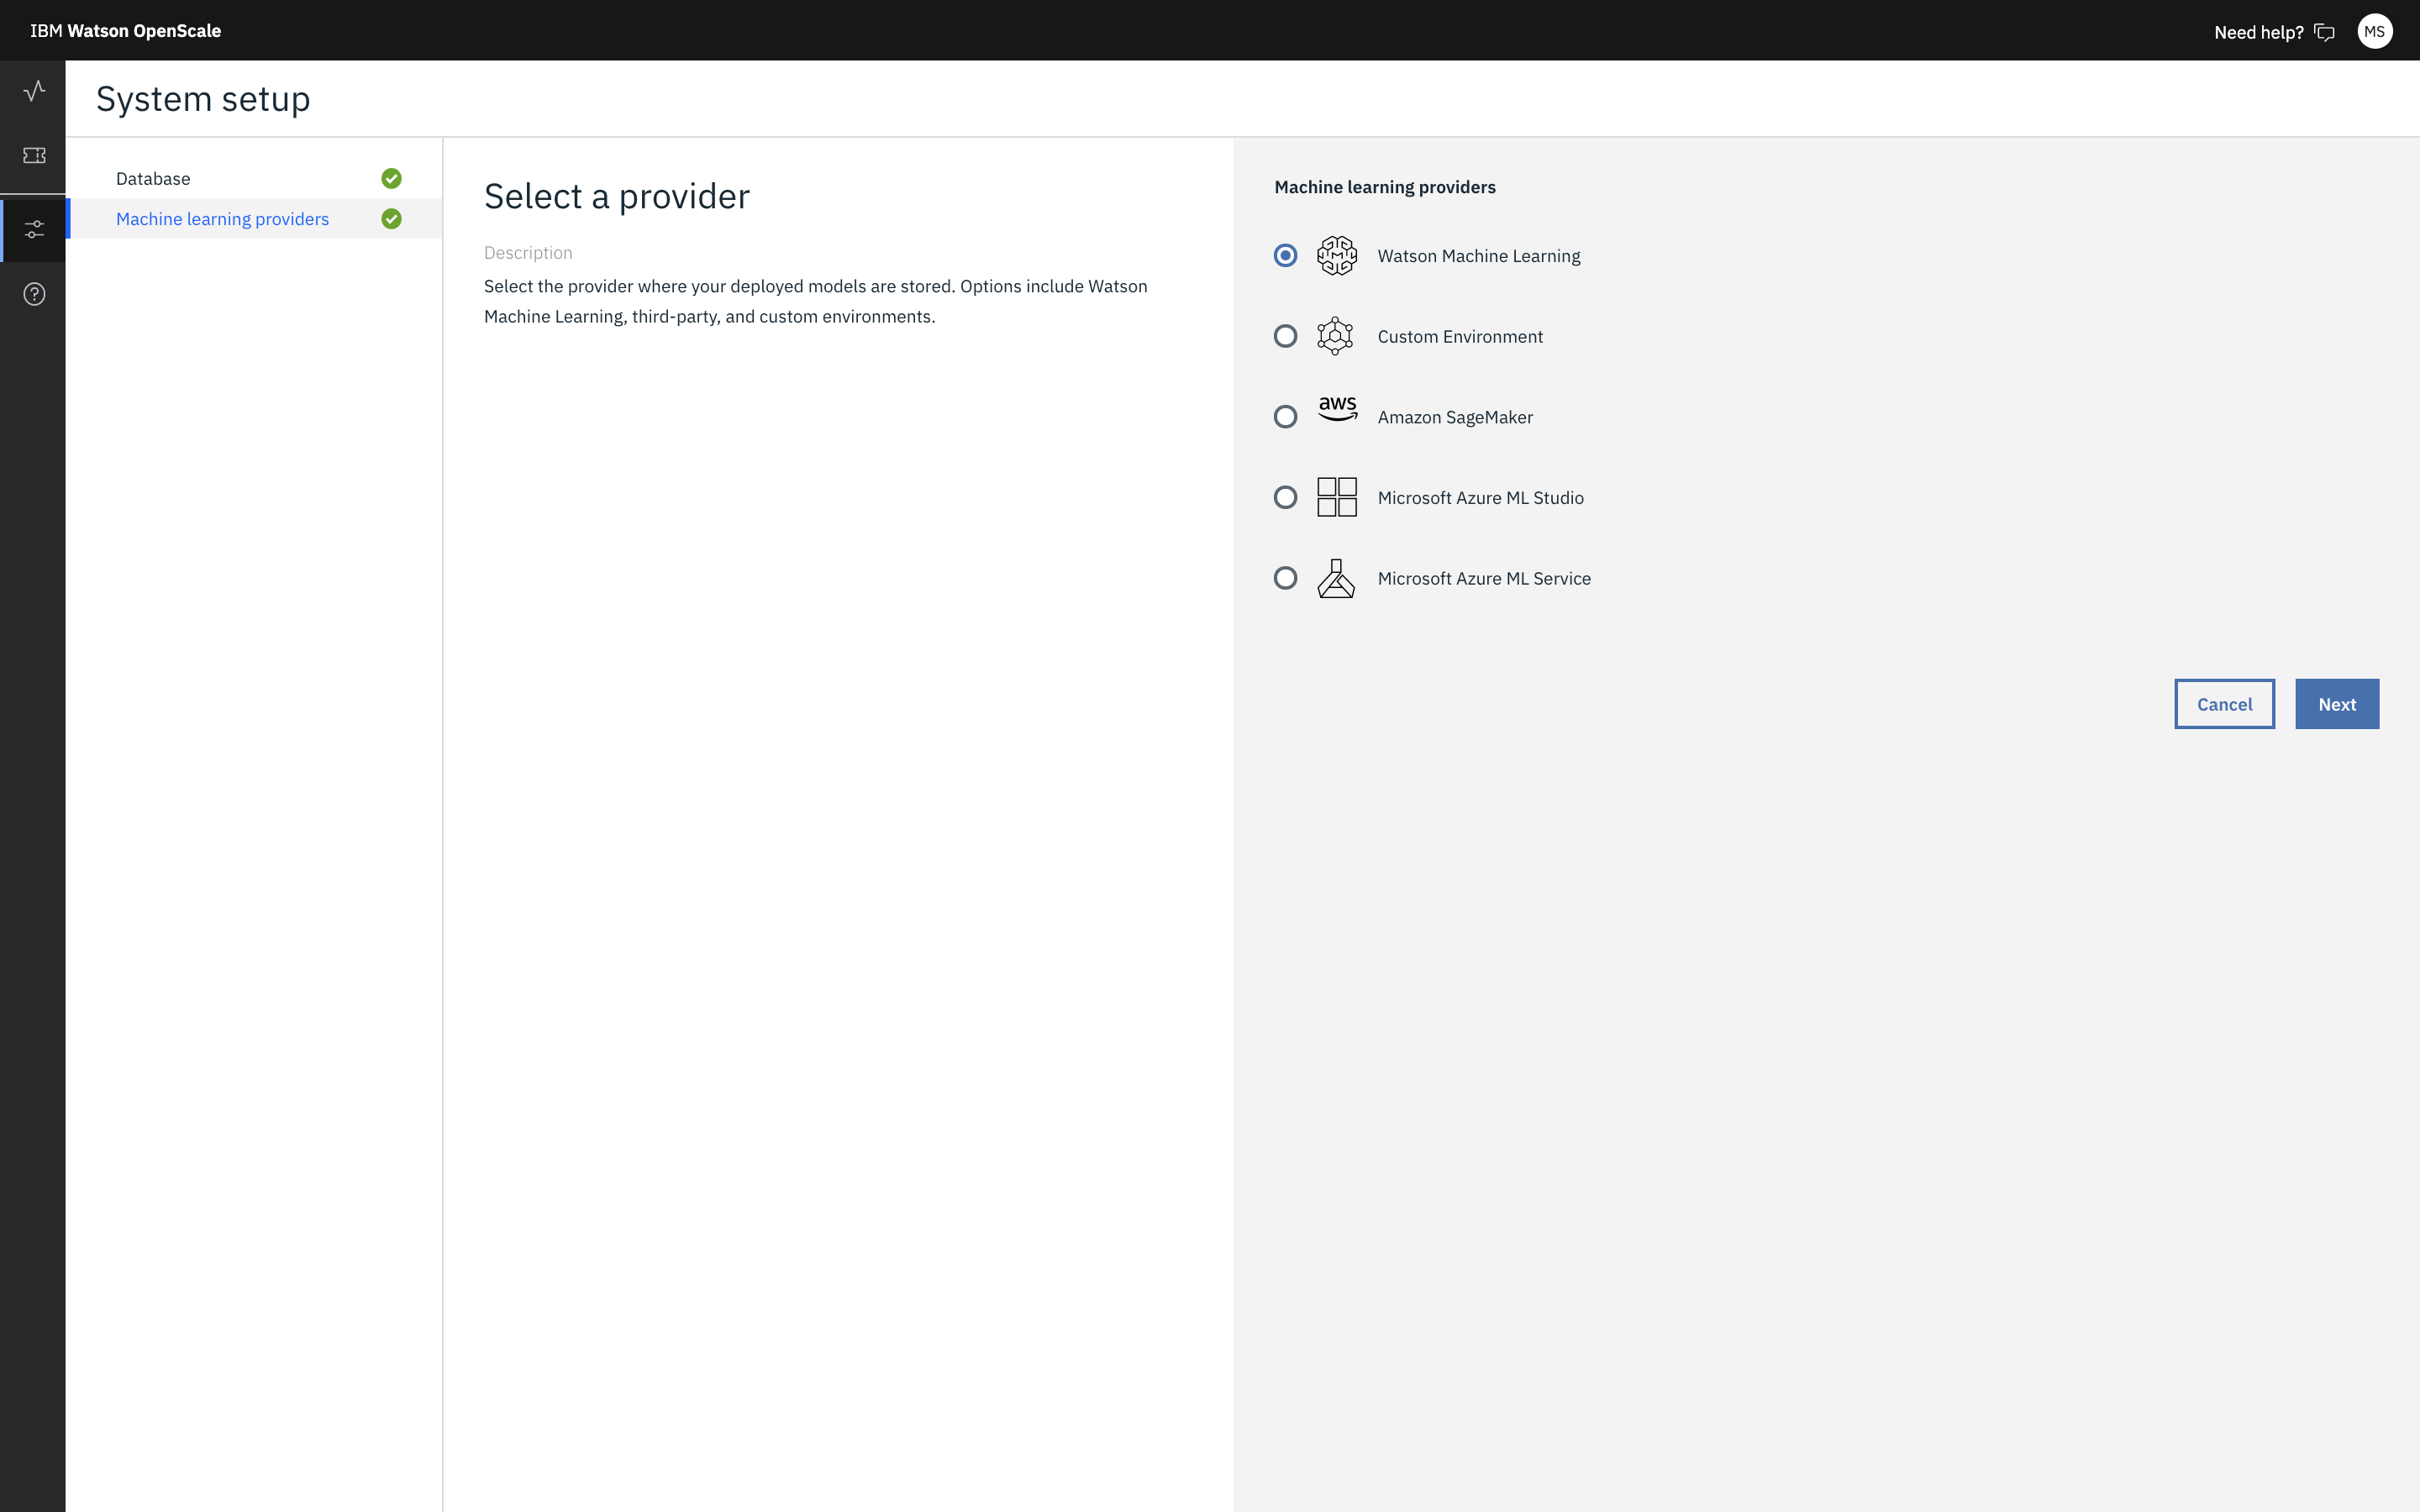 IBM Watson OpenScale
Need help?
MS
System setup
Database
Machine learning providers
Select a provider
Description
Select the provider where your deployed models are stored. Options include Watson
Machine Learning, third-party, and custom environments.
Machine learning providers
Watson Machine Learning
Custom Environment
aws
Amazon SageMaker
Microsoft Azure ML Studio
Microsoft Azure ML Service
Cancel
Next